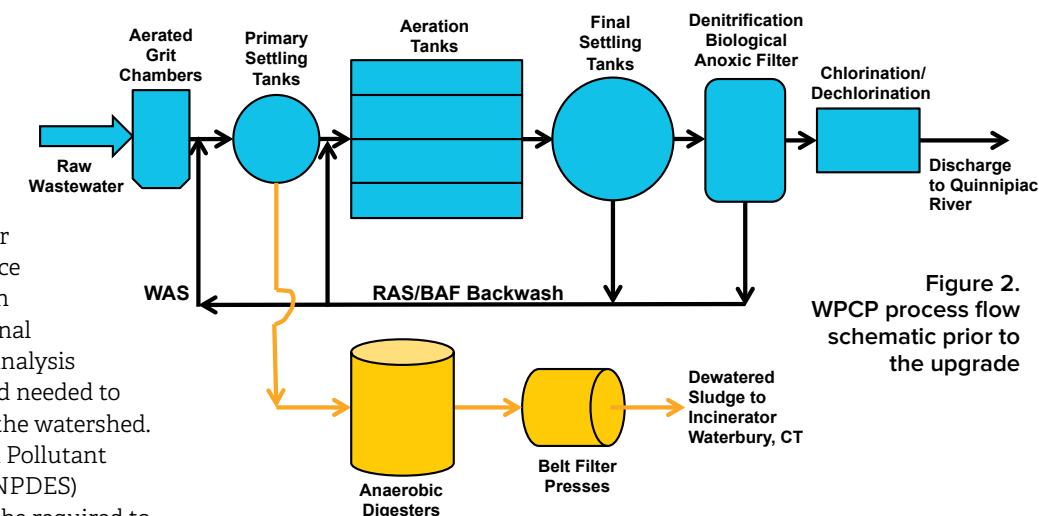 Aerated
Grit
Chambers
Primary
Settling
Tanks
Aeration
Tanks
Final
Settling
Tanks
Denitrification
Biological
Anoxic Filter
Chlorination/
Dechlorination
Raw
Wastewater
Discharge
to Quinnipiac
River
WAS
RAS/BAF Backwash
Figure 2.
WPCP process flow
schematic prior to
the upgrade
Anaerobic
Digesters
Belt Filter
Presses
Dewatered
Sludge to
Incinerator
Waterbury, CT
r
ce
n
nal
nalysis
d needed to
the watershed.
Pollutant
NPDES)
be required to